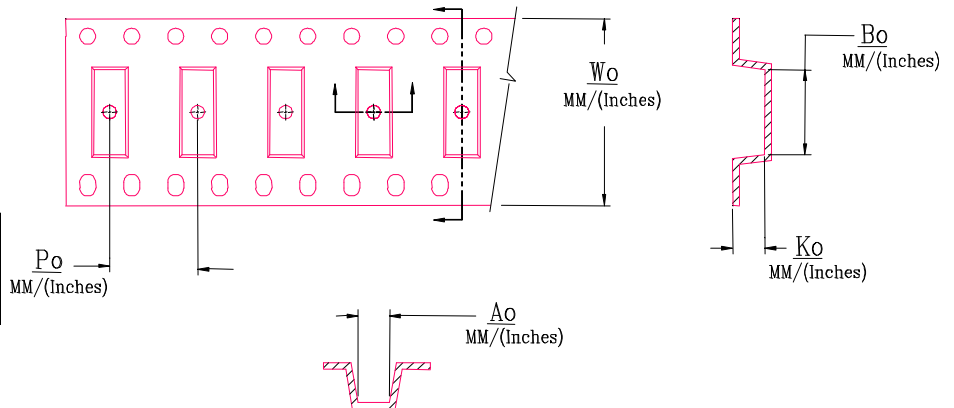 Wo
MM/(Inches)
Bo
MM/(Inches)
Po
MM/(Inches)
Ko
MM/(Inches)
Ao
MM/(Inches)